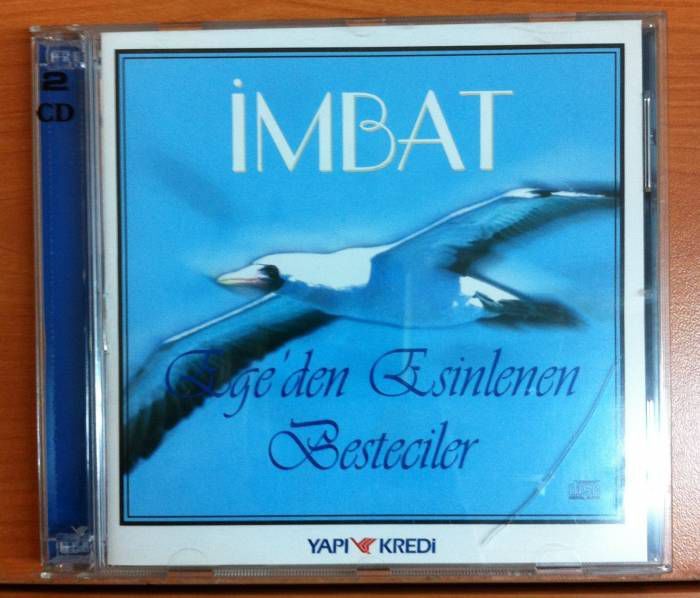 2
CD
İMBAT
Ege'den Esinlenen
Besteciler
YAPI KREDİ